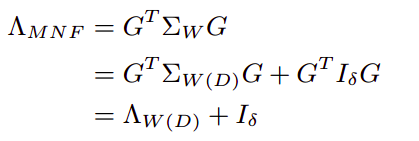 Λ_{MNF} = G^T Σ_W G
= G^T Σ_{W(D)} G + G^T I_δ G
= Λ_{W(D)} + I_δ